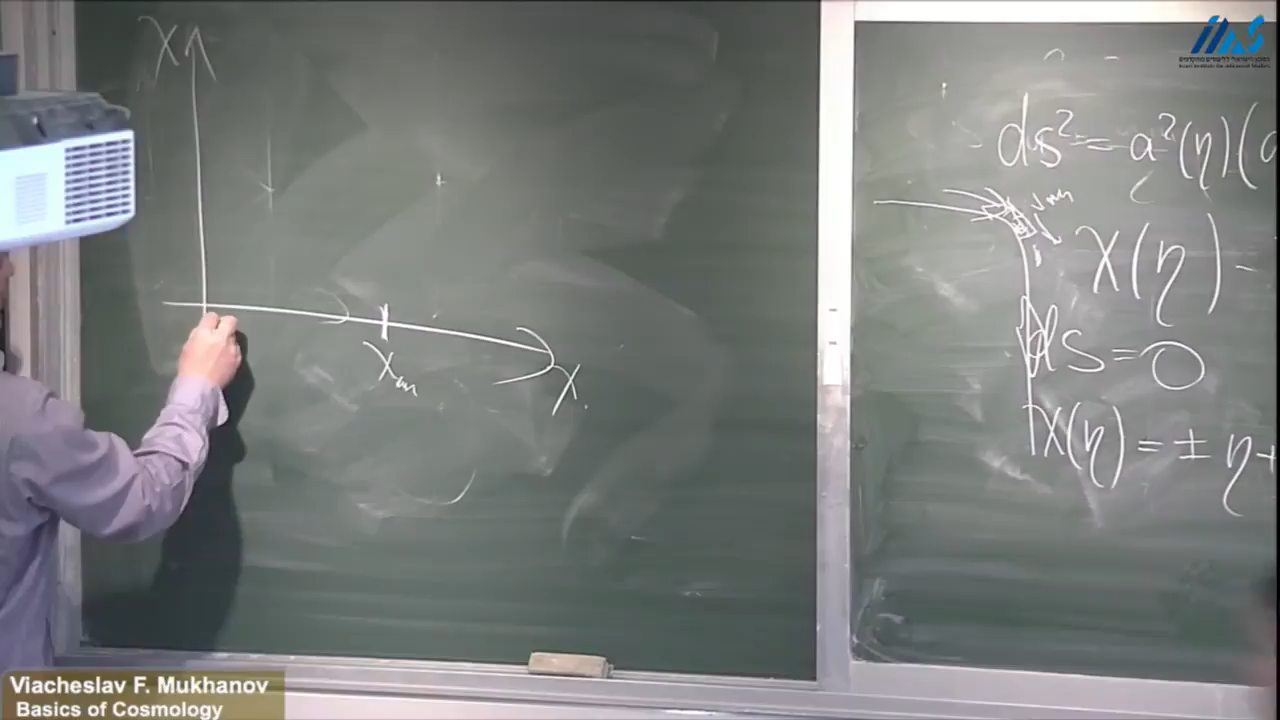 χ
χₘ
χ
ds² = a²(η)(
χ(η) -
ds = 0
χ(η) = ± η +
Viacheslav F. Mukhanov
Basics of Cosmology